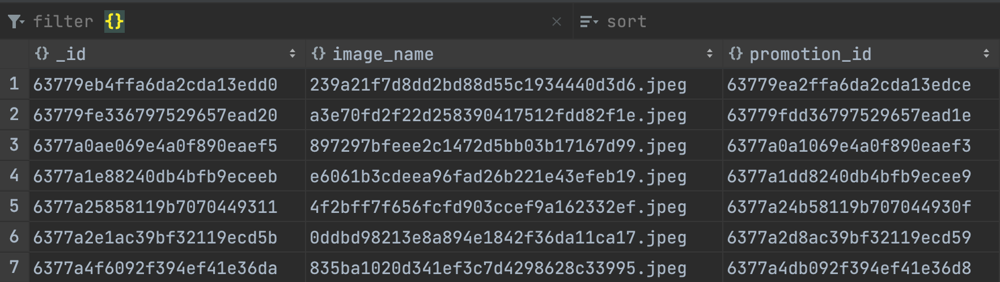 filter {} × sort
{} _id {} image_name {} promotion_id
1 63779eb4ffa6da2cda13edd0 239a21f7d8dd2bd88d55c1934440d3d6.jpeg 63779ea2ffa6da2cda13edce
2 63779fe336797529657ead20 a3e70fd2f22d258390417512fdd82f1e.jpeg 63779fdd36797529657ead1e
3 6377a0ae069e4a0f890eaef5 897297bfeee2c1472d5bb03b17167d99.jpeg 6377a0a1069e4a0f890eaef3
4 6377a1e88240db4bfb9eceeb e6061b3cdeea96fad26b221e43efeb19.jpeg 6377a1dd8240db4bfb9ecee9
5 6377a25858119b7070449311 4f2bff7f656fcfd903ccef9a162332ef.jpeg 6377a24b58119b707044930f
6 6377a2e1ac39bf32119ecd5b 0ddbd98213e8a894e1842f36da11ca17.jpeg 6377a2d8ac39bf32119ecd59
7 6377a4f6092f394ef41e36da 835ba1020d341ef3c7d4298628c33995.jpeg 6377a4db092f394ef41e36d8